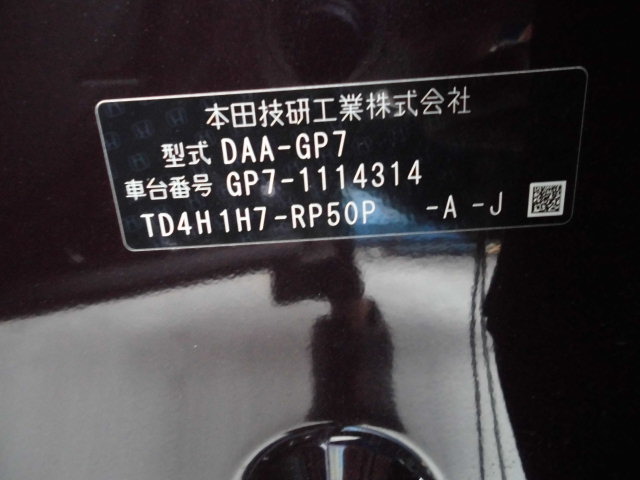 本田技研工業株式会社
型式 DAA-GP7
車台番号 GP7-1114314
TD4H1H7-RP50P -A -J